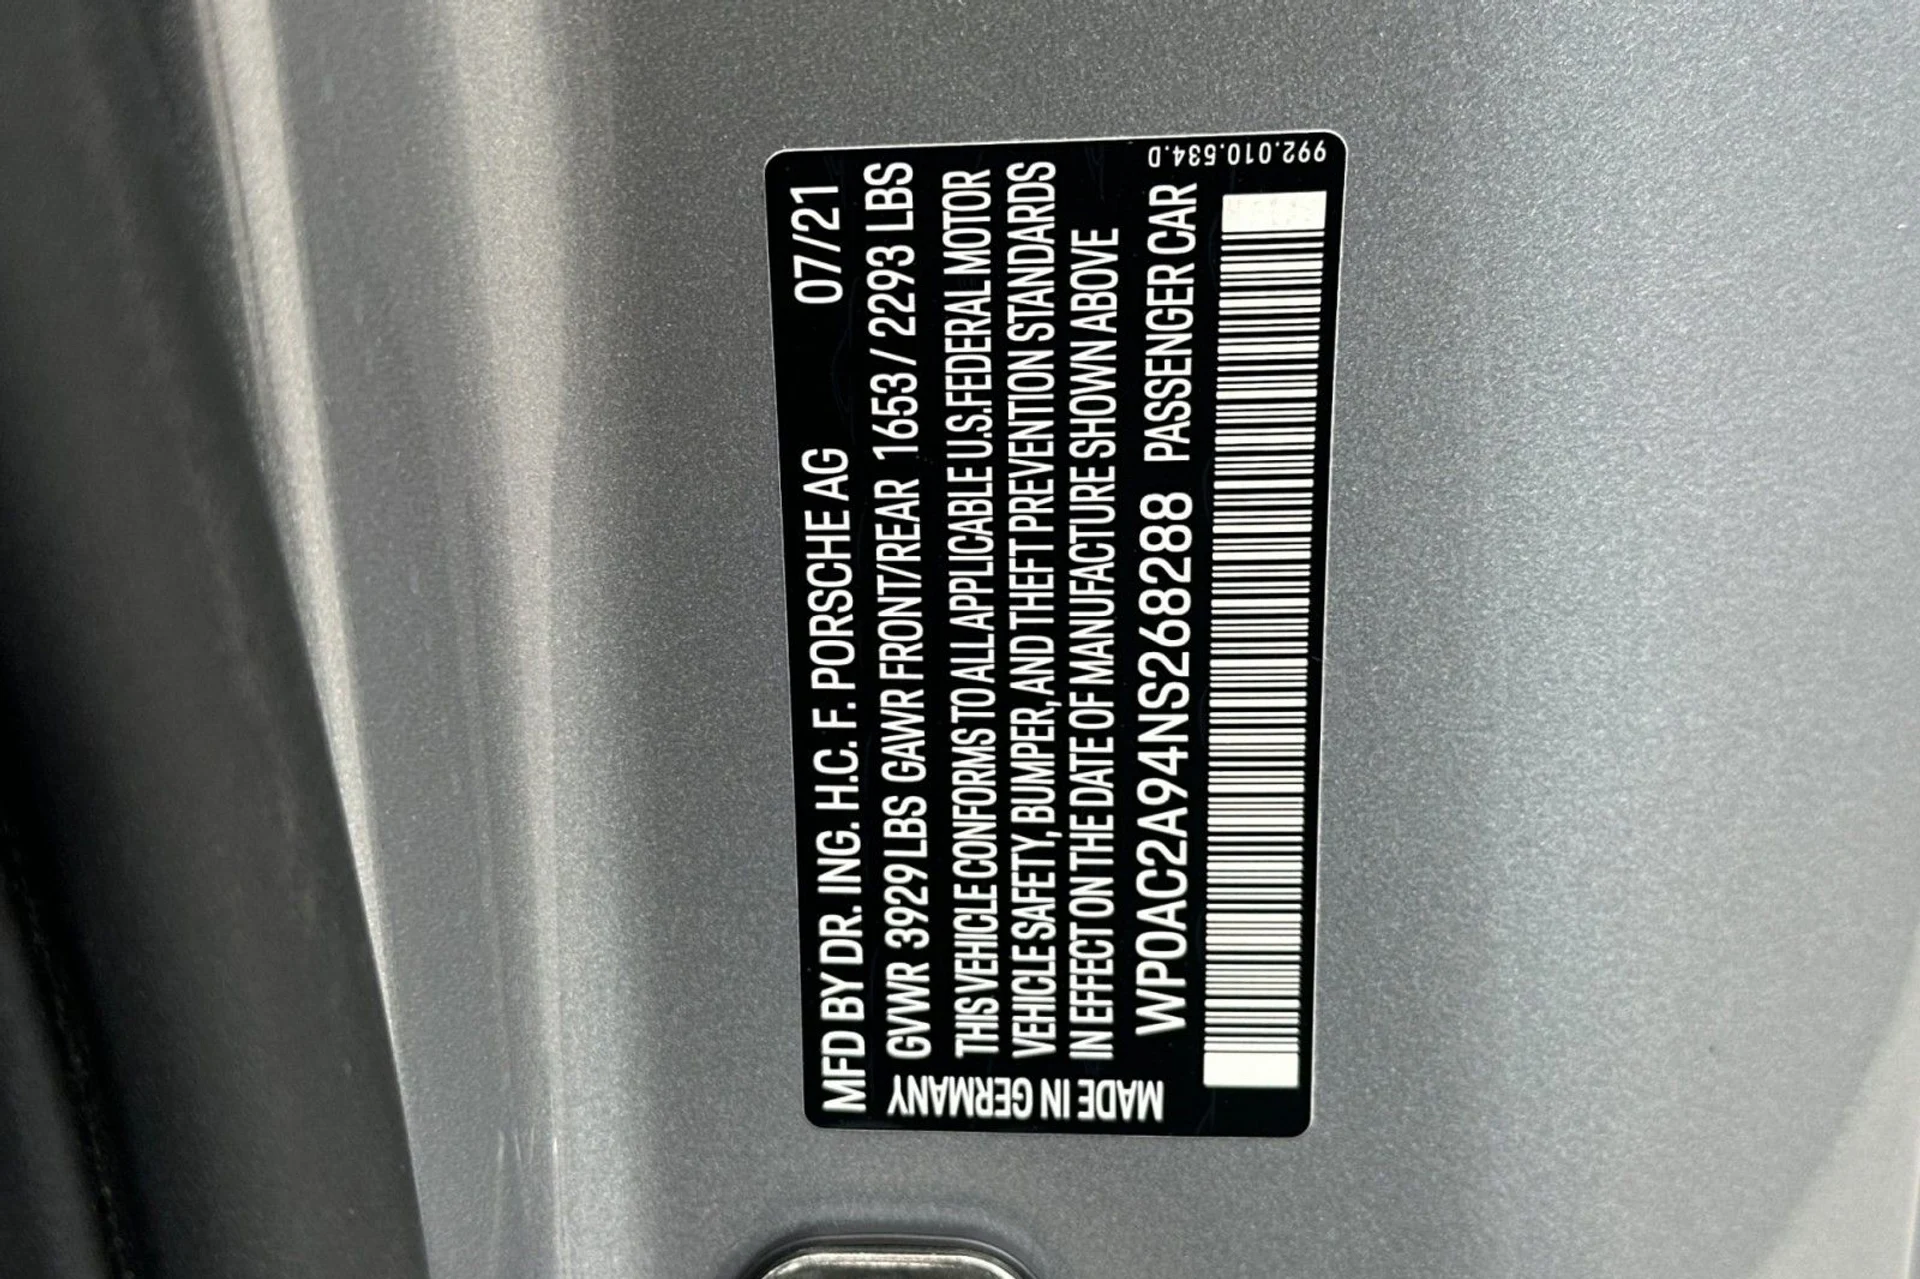 MFD BY DR. ING. H.C. F. PORSCHE AG 07/21
GVWR 3929 LBS GAWR FRONT/REAR 1653 / 2293 LBS
THIS VEHICLE CONFORMS TO ALL APPLICABLE U.S. FEDERAL MOTOR
VEHICLE SAFETY, BUMPER, AND THEFT PREVENTION STANDARDS
IN EFFECT ON THE DATE OF MANUFACTURE SHOWN ABOVE
WP0AC2A94NS268288 PASSENGER CAR
MADE IN GERMANY
992.010.534.D